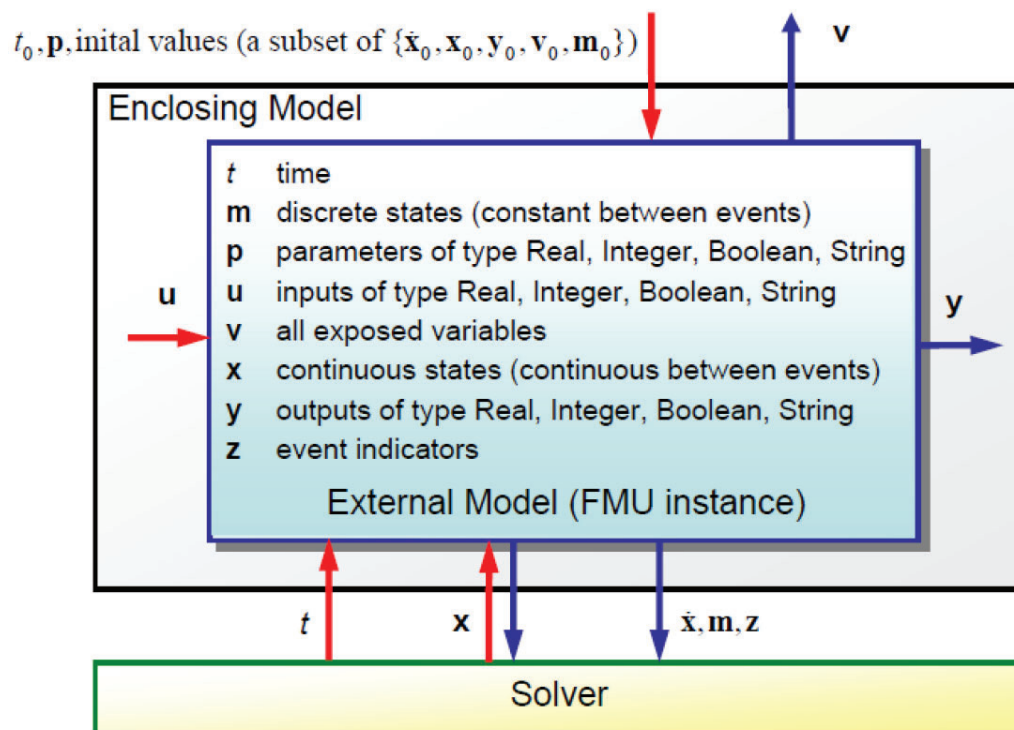 t₀,p,inital values (a subset of {ẋ₀,x₀,y₀,v₀,m₀})
v
Enclosing Model
t time
m discrete states (constant between events)
p parameters of type Real, Integer, Boolean, String
u
u inputs of type Real, Integer, Boolean, String
y
v all exposed variables
x continuous states (continuous between events)
y outputs of type Real, Integer, Boolean, String
z event indicators
External Model (FMU instance)
t
x
ẋ,m,z
Solver